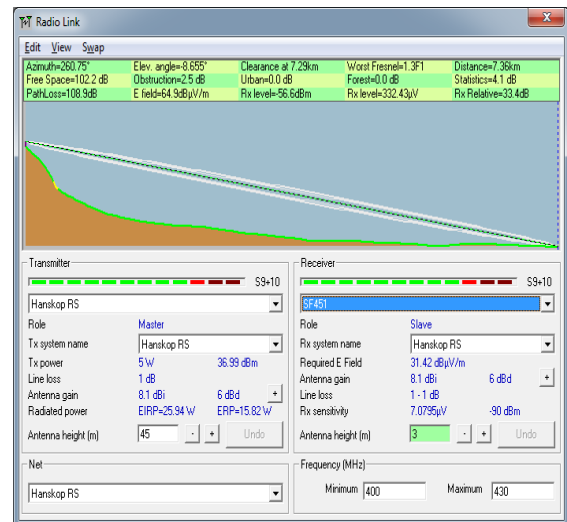 Radio Link
Edit View Swap
Azimuth=260.75° Elev. angle=-8.655° Clearance at 7.29km Worst Fresnel=1.3F1 Distance=7.36km
Free Space=102.2 dB Obstruction=2.5 dB Urban=0.0 dB Forest=0.0 dB Statistics=4.1 dB
PathLoss=108.9dB E field=64.9dBµV/m Rx level=-56.6dBm Rx level=332.43µV Rx Relative=33.4dB
Transmitter
S9+10
Hanskop RS
Role Master
Tx system name Hanskop RS
Tx power 5 W 36.99 dBm
Line loss 1 dB
Antenna gain 8.1 dBi 6 dBd +
Radiated power EIRP=25.94 W ERP=15.82 W
Antenna height (m) 45 - + Undo
Net
Hanskop RS
Receiver
S9+10
SF451
Role Slave
Rx system name Hanskop RS
Required E Field 31.42 dBµV/m
Antenna gain 8.1 dBi 6 dBd +
Line loss 1 - 1 dB
Rx sensitivity 7.0795µV -90 dBm
Antenna height (m) 3 - + Undo
Frequency (MHz)
Minimum 400 Maximum 430